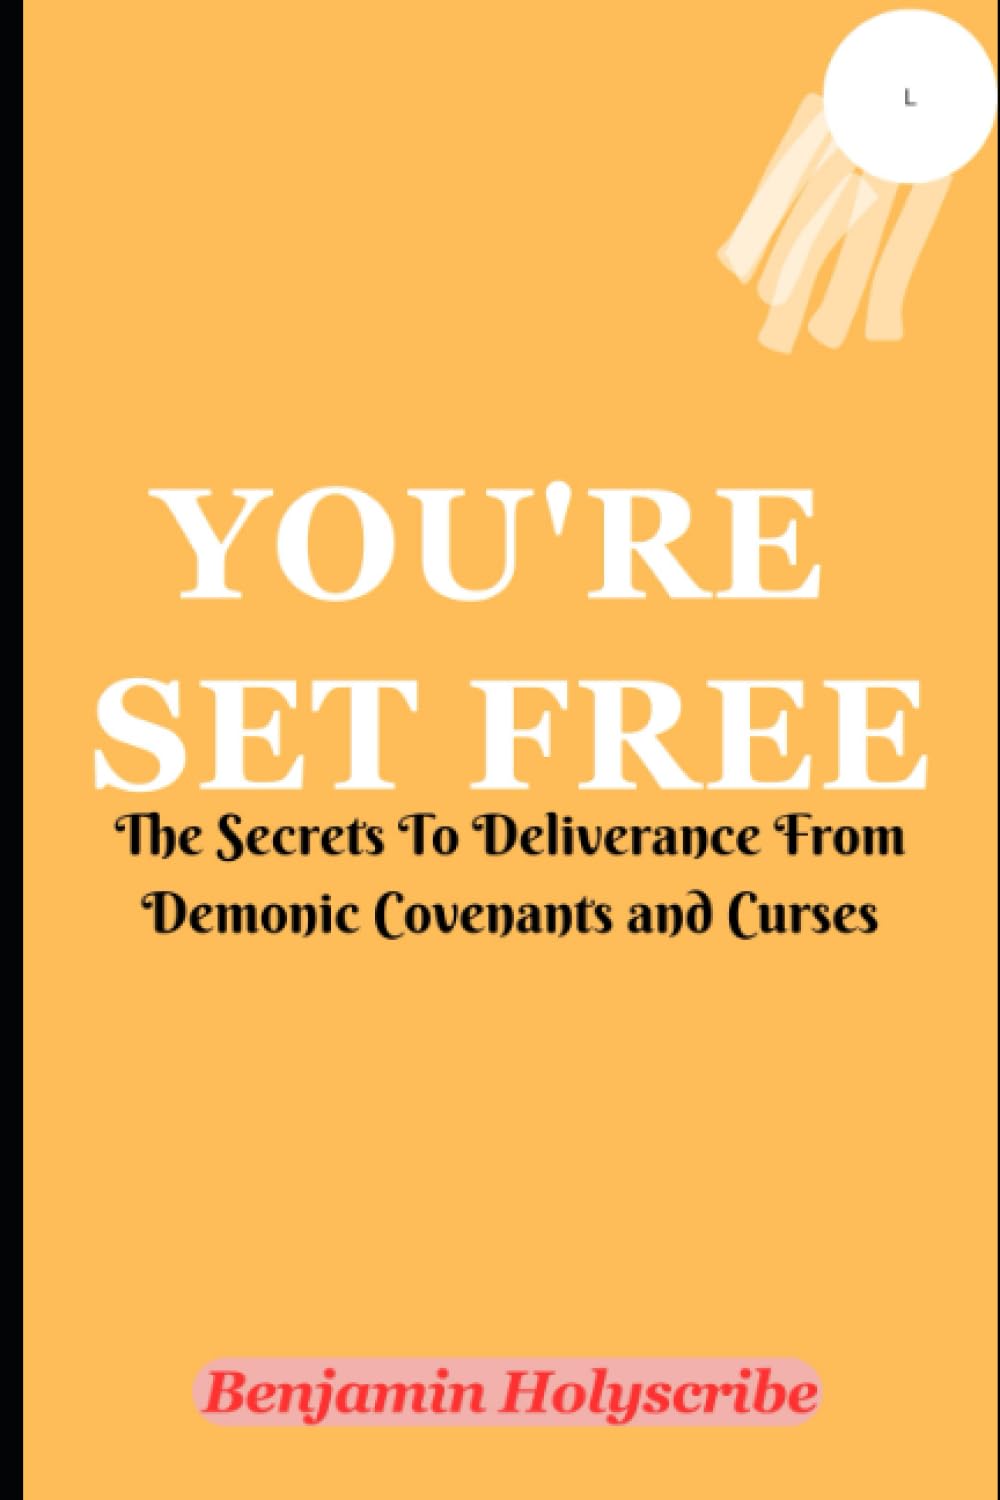 L
YOU'RE
SET FREE
The Secrets To Deliverance From
Demonic Covenants and Curses
Benjamin Holyscribe